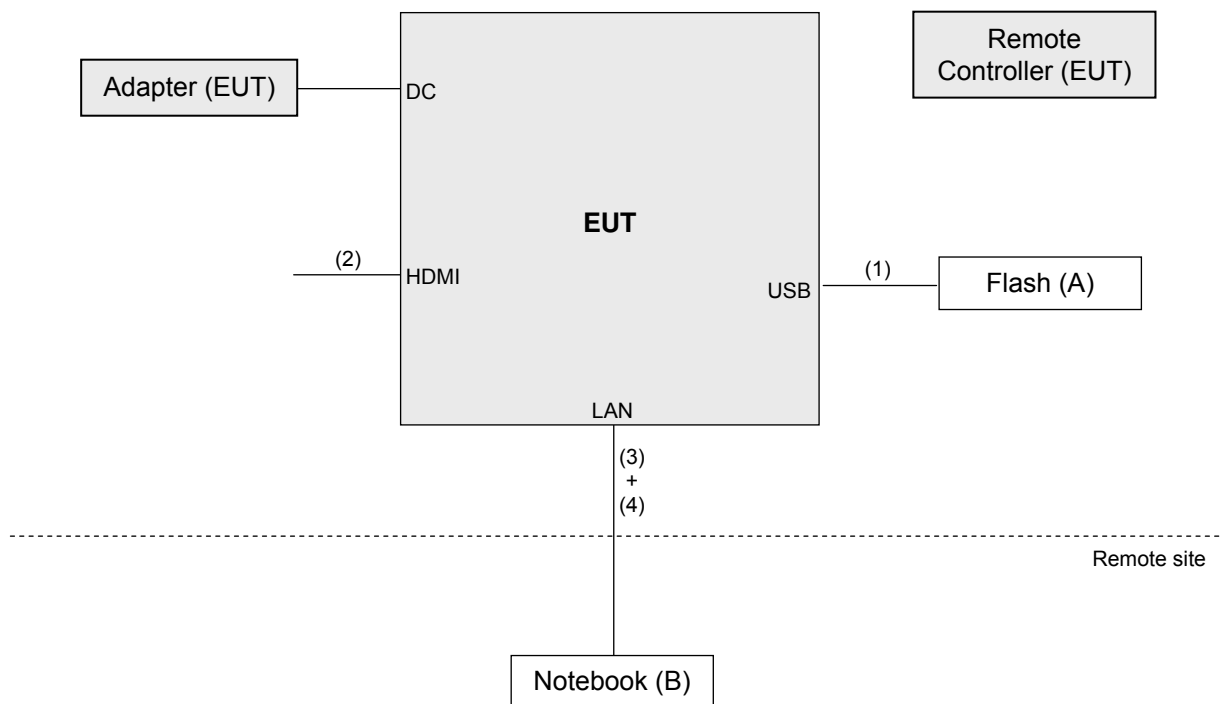 Remote
Controller (EUT)
Adapter (EUT)
DC
EUT
(2)
HDMI
(1)
USB
Flash (A)
LAN
(3)
+
(4)
Remote site
Notebook (B)